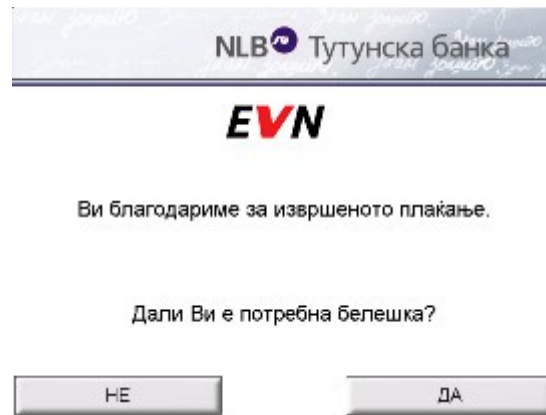 NLB Тутунска банка
EVN
Ви благодариме за извршеното плаќање.
Дали Ви е потребна белешка?
НЕ
ДА